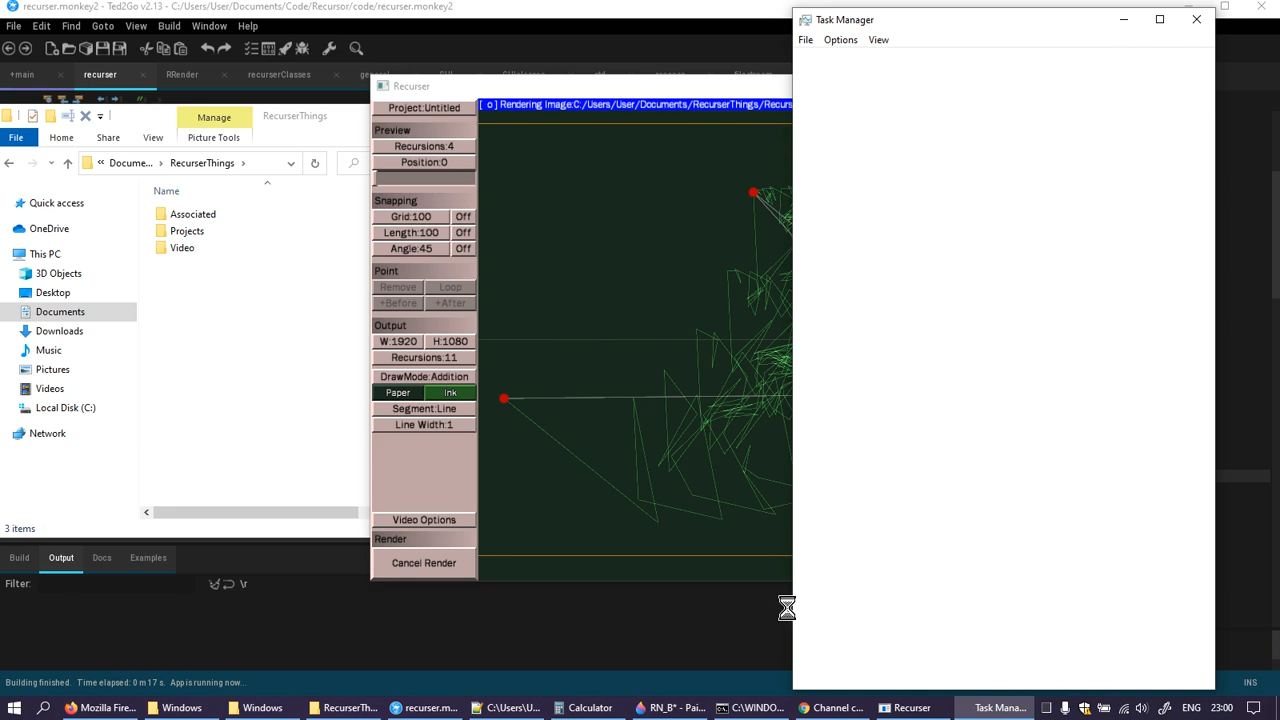 recurser.monkey2 - Ted2Go v2.13 - C:/Users/User/Documents/Code/Recursor/code/recurser.monkey2
File Edit Find Goto View Build Window Help
+main
recurser
RRender
recurserClasses
Manage
RecurserThings
File Home Share View Picture Tools
« Docume... > RecurserThings >
Name
Quick access
OneDrive
This PC
3D Objects
Desktop
Documents
Downloads
Music
Pictures
Videos
Local Disk (C:)
Network
Associated
Projects
Video
3 items
Recurser
[ o ] Rendering Image:C:/Users/User/Documents/RecurserThings/Recurs
Project:Untitled
Preview
Recursions:4
Position:0
Snapping
Grid:100 Off
Length:100 Off
Angle:45 Off
Point
Remove Loop
+Before +After
Output
W:1920 H:1080
Recursions:11
DrawMode:Addition
Paper Ink
Segment:Line
Line Width:1
Video Options
Render
Cancel Render
Task Manager
File Options View
Build Output Docs Examples
Filter: \r
Building finished. Time elapsed: 0 m 17 s. App is running now...
INS
Mozilla Fire...
Windows
Windows
RecurserTh...
recurser.m...
C:\Users\U...
Calculator
RN_B* - Pai...
C:\WINDO...
Channel c...
Recurser
Task Mana...
ENG 23:00